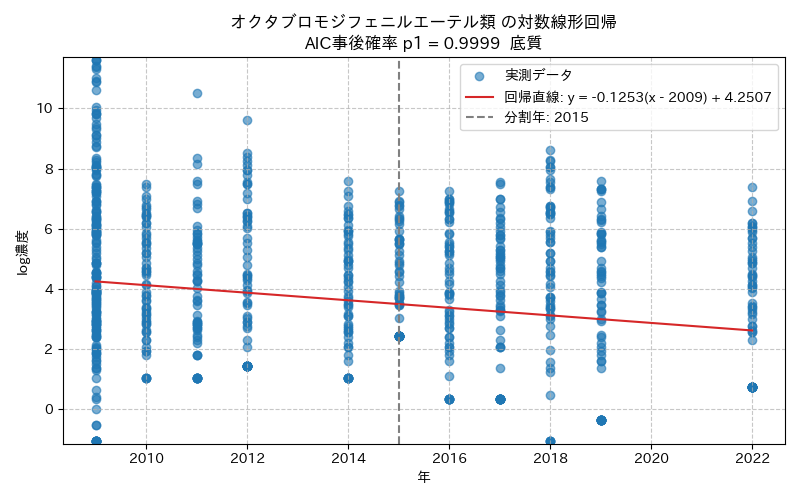 オクタブロモジフェニルエーテル類 の対数線形回帰
AIC事後確率 p1 = 0.9999  底質
実測データ
回帰直線: y = -0.1253(x - 2009) + 4.2507
分割年: 2015
log濃度
10
8
6
4
2
0
2010
2012
2014
2016
2018
2020
2022
年